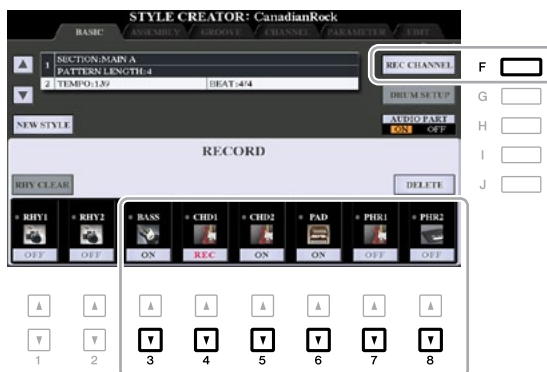 STYLE CREATOR: CanadianRock
BASIC ASSEMBLY GROOVE CHANNEL PARAMETER EDIT
1 SECTION:MAIN A
PATTERN LENGTH:4
2 TEMPO:139 BEAT:4/4
REC CHANNEL F
DRUM SETUP G
NEW STYLE
AUDIO PART
ON OFF H
RECORD
I
RHY CLEAR DELETE J
RHY1 RHY2 BASS CHD1 CHD2 PAD PHR1 PHR2
OFF OFF ON REC ON ON OFF OFF
1 2 3 4 5 6 7 8